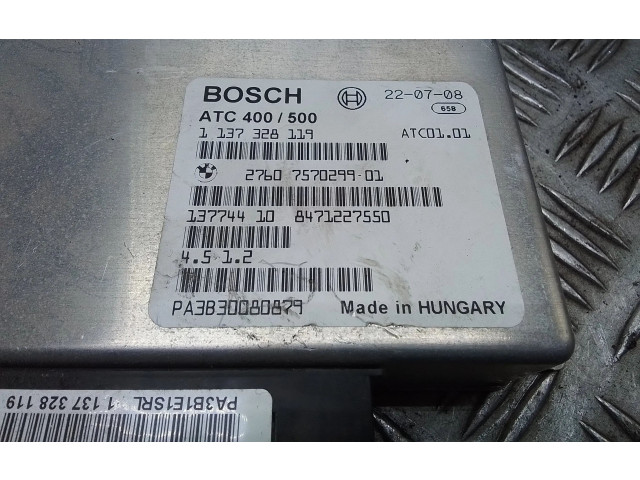 BOSCH 22-07-08
658
ATC 400 / 500
1 137 328 119 ATC01.01
2760 7570299-01
137744 10 8471227550
4.5 1.2
PA3B30080879 Made in HUNGARY
PA3B1E1SRL 1 137 328 119